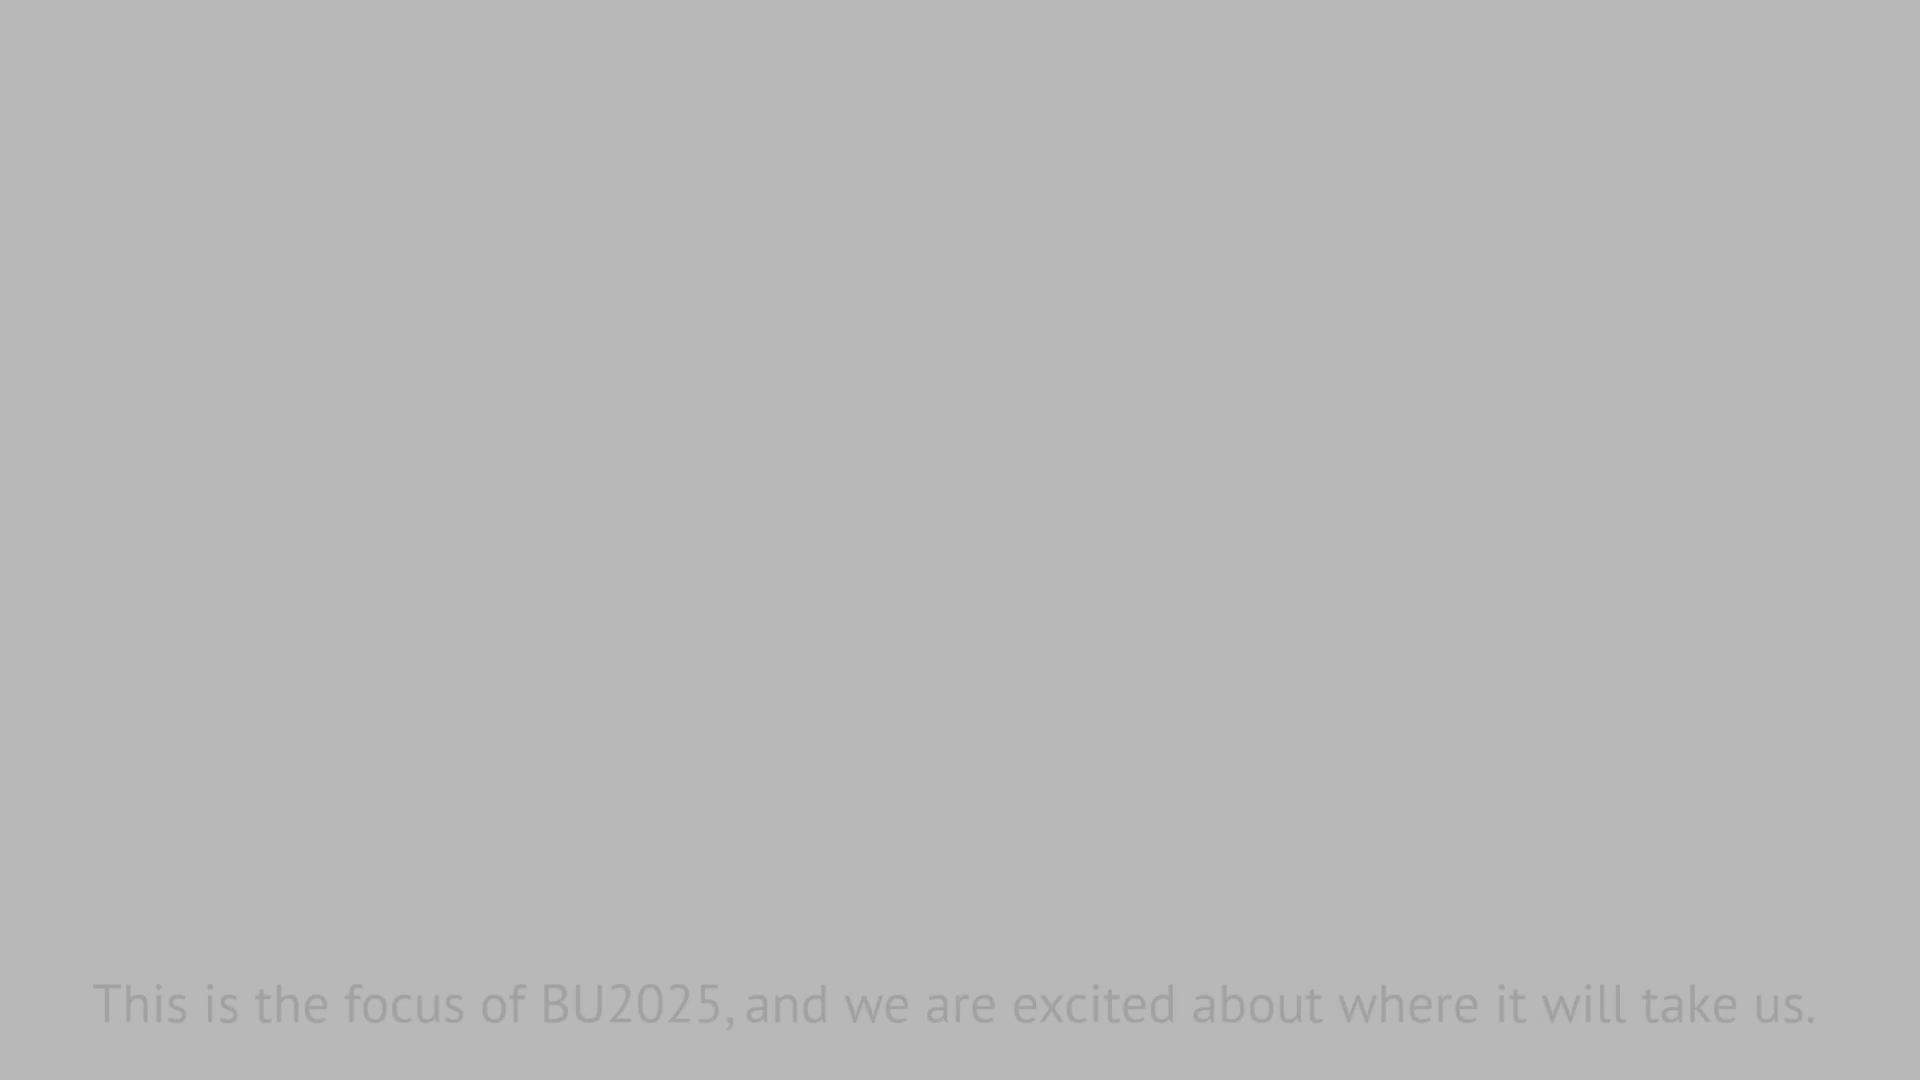 This is the focus of BU2025, and we are excited about where it will take us.